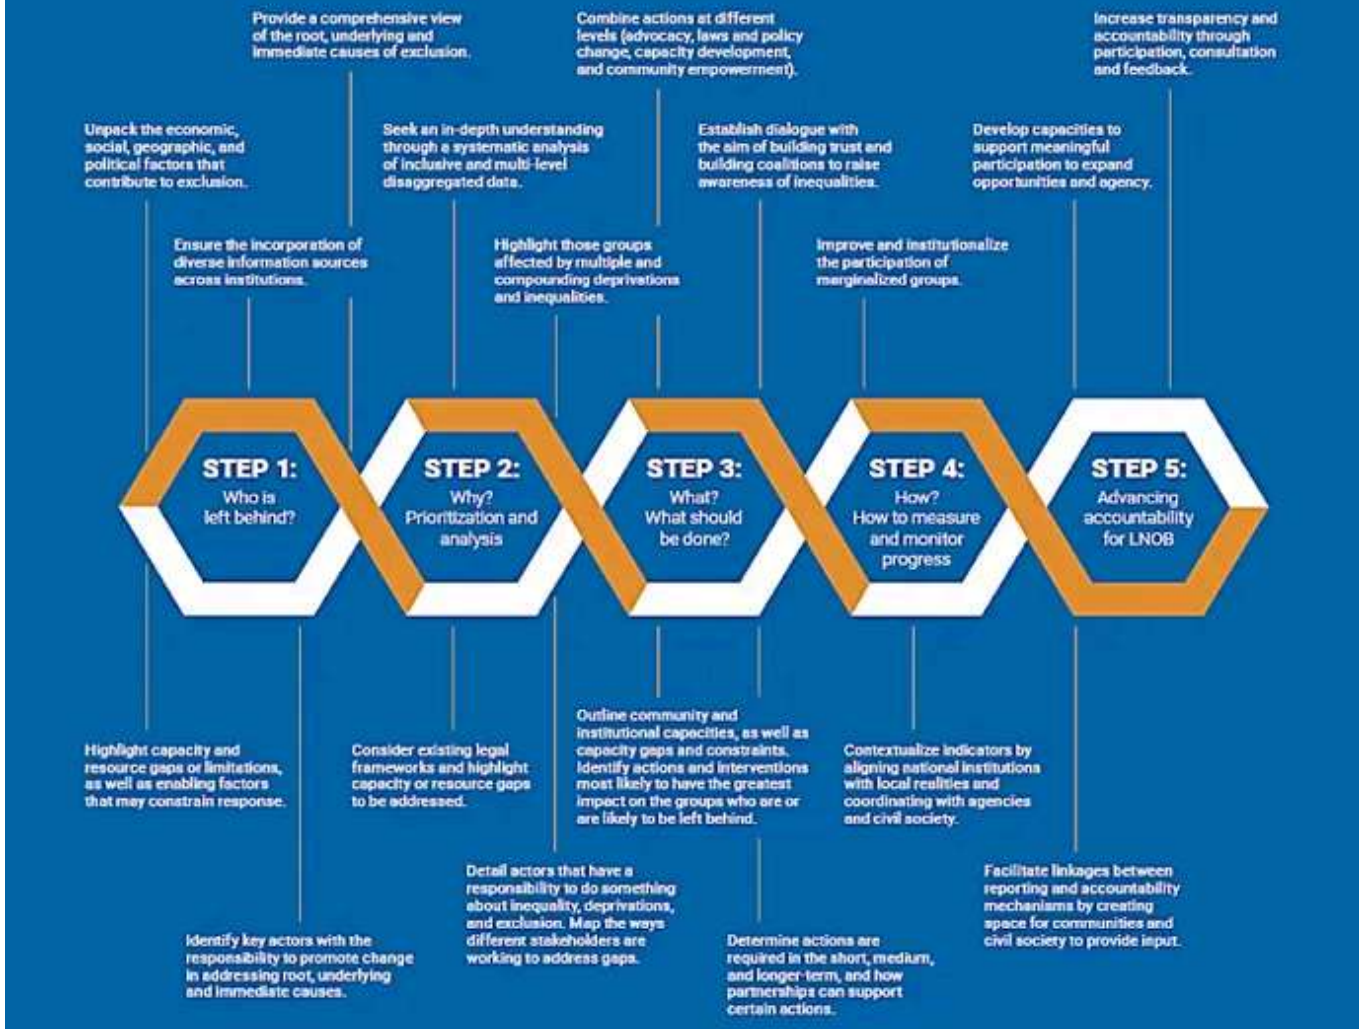 Provide a comprehensive view
of the root, underlying and
immediate causes of exclusion.
Combine actions at different
levels (advocacy, laws and policy
change, capacity development,
and community empowerment).
Increase transparency and
accountability through
participation, consultation
and feedback.
Unpack the economic,
social, geographic, and
political factors that
contribute to exclusion.
Seek an in-depth understanding
through a systematic analysis
of inclusive and multi-level
disaggregated data.
Establish dialogue with
the aim of building trust and
building coalitions to raise
awareness of inequalities.
Develop capacities to
support meaningful
participation to expand
opportunities and agency.
Ensure the incorporation of
diverse information sources
across institutions.
Highlight those groups
affected by multiple and
compounding deprivations
and inequalities.
Improve and institutionalize
the participation of
marginalized groups.
STEP 1:
Who is
left behind?
STEP 2:
Why?
Prioritization and
analysis
STEP 3:
What?
What should
be done?
STEP 4:
How?
How to measure
and monitor
progress
STEP 5:
Advancing
accountability
for LNOB
Highlight capacity and
resource gaps or limitations,
as well as enabling factors
that may constrain response.
Consider existing legal
frameworks and highlight
capacity or resource gaps
to be addressed.
Outline community and
institutional capacities, as well as
capacity gaps and constraints.
Identify actions and interventions
most likely to have the greatest
impact on the groups who are or
are likely to be left behind.
Contextualize indicators by
aligning national institutions
with local realities and
coordinating with agencies
and civil society.
Identify key actors with the
responsibility to promote change
in addressing root, underlying
and immediate causes.
Detail actors that have a
responsibility to do something
about inequality, deprivations,
and exclusion. Map the ways
different stakeholders are
working to address gaps.
Determine actions are
required in the short, medium,
and longer-term, and how
partnerships can support
certain actions.
Facilitate linkages between
reporting and accountability
mechanisms by creating
space for communities and
civil society to provide input.